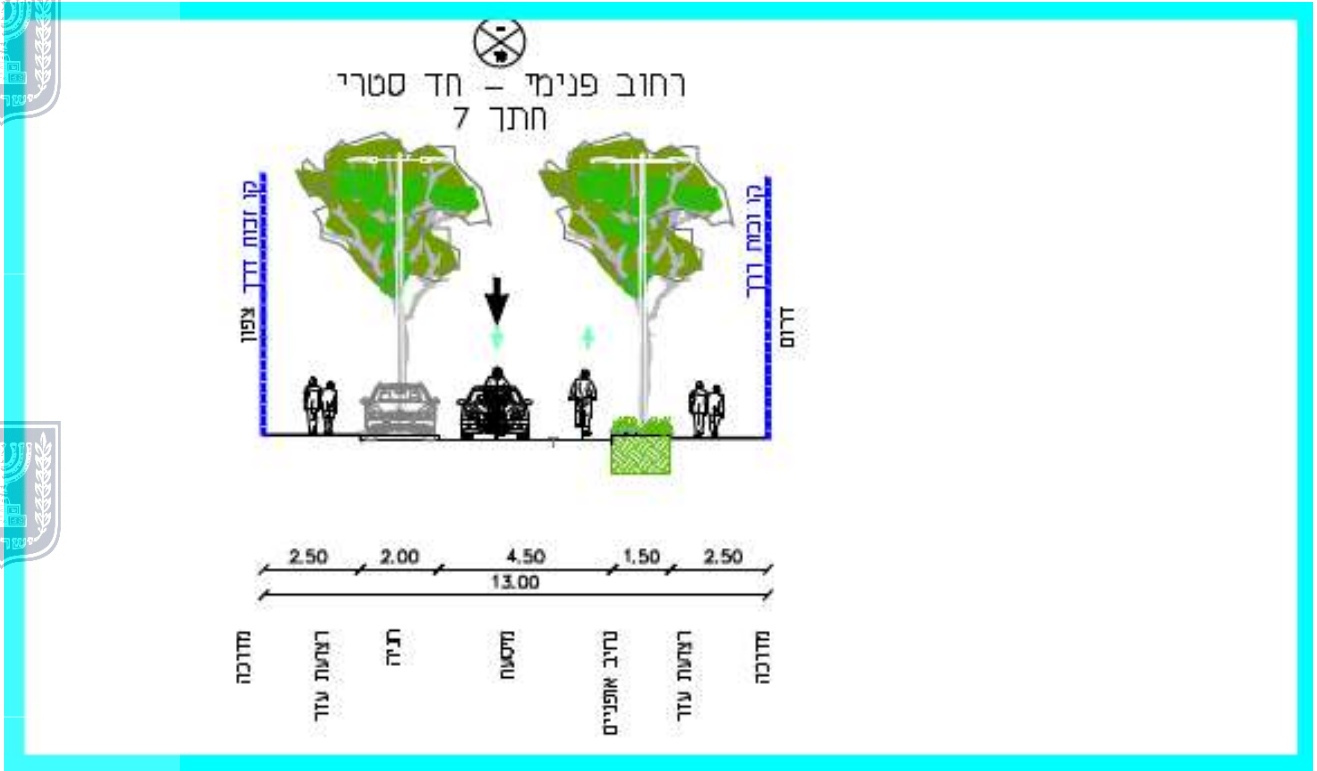 רחוב פנימי – חד סטרי
חתך 7
קו זכות דרך
צפון
קו זכות דרך
דרום
2.50 2.00 4.50 1.50 2.50
13.00
מדרכה
רצועת עזר
חניה
מיסעה
נתיב אופניים
רצועת עזר
מדרכה